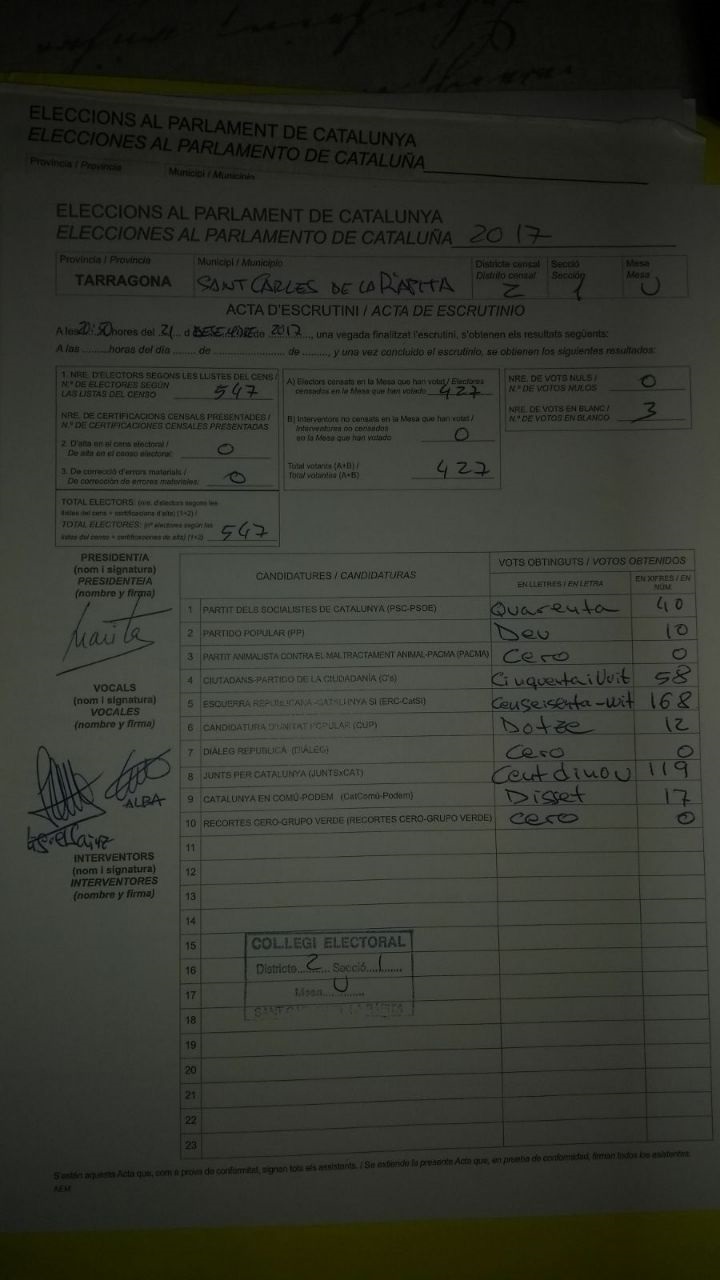 ELECCIONS AL PARLAMENT DE CATALUNYA
ELECCIONES AL PARLAMENTO DE CATALUÑA
Província / Provincia Municipi / Municipio
ELECCIONS AL PARLAMENT DE CATALUNYA
ELECCIONES AL PARLAMENTO DE CATALUÑA 2017
Província / Provincia Municipi / Municipio Districte censal Secció Mesa
Distrito censal Sección Mesa
TARRAGONA SANT CARLES DE LA RÀPITA 2 1 U
ACTA D'ESCRUTINI / ACTA DE ESCRUTINIO
A les 20:50 hores del 21 d DESEMBRE de 2017, una vegada finalitzat l'escrutini, s'obtenen els resultats següents:
A las ........horas del día ....... de ....................... de ........, y una vez concluido el escrutinio, se obtienen los siguientes resultados:
1. NRE. D'ELECTORS SEGONS LES LLISTES DEL CENS /
N.º DE ELECTORES SEGÚN
LAS LISTAS DEL CENSO 547
NRE. DE CERTIFICACIONS CENSALS PRESENTADES /
N.º DE CERTIFICACIONES CENSALES PRESENTADAS
2. D'alta en el cens electoral /
De alta en el censo electoral: 0
3. De correcció d'errors materials /
De corrección de errores materiales: 0
TOTAL ELECTORS: (nre. d'electors segons les
llistes del cens + certificacions d'alta) (1+2) /
TOTAL ELECTORES: (nº electores según las
listas del censo + certificaciones de alta) (1+2) 547
A) Electors censats en la Mesa que han votat / Electores
censados en la Mesa que han votado 427
B) Interventors no censats en la Mesa que han votat /
Interventores no censados
en la Mesa que han votado 0
Total votants (A+B) /
Total votantes (A+B) 427
NRE. DE VOTS NULS /
N.º DE VOTOS NULOS 0
NRE. DE VOTS EN BLANC /
N.º DE VOTOS EN BLANCO 3
PRESIDENT/A
(nom i signatura)
PRESIDENTE/A
(nombre y firma)
Marita
VOCALS
(nom i signatura)
VOCALES
(nombre y firma)
ALBA
INTERVENTORS
(nom i signatura)
INTERVENTORES
(nombre y firma)
CANDIDATURES / CANDIDATURAS VOTS OBTINGUTS / VOTOS OBTENIDOS
EN LLETRES / EN LETRA EN XIFRES / EN NÚM.
1 PARTIT DELS SOCIALISTES DE CATALUNYA (PSC-PSOE) Quarenta 40
2 PARTIDO POPULAR (PP) Deu 10
3 PARTIT ANIMALISTA CONTRA EL MALTRACTAMENT ANIMAL-PACMA (PACMA) Cero 0
4 CIUTADANS-PARTIDO DE LA CIUDADANÍA (C's) CinquentaiVuit 58
5 ESQUERRA REPUBLICANA-CATALUNYA SÍ (ERC-CatSí) Centseisenta-vuit 168
6 CANDIDATURA D'UNITAT POPULAR (CUP) Dotze 12
7 DIÀLEG REPÚBLICA (DIÀLEG) Cero 0
8 JUNTS PER CATALUNYA (JUNTSxCAT) Cent dinou 119
9 CATALUNYA EN COMÚ-PODEM (CatComú-Podem) Disset 17
10 RECORTES CERO-GRUPO VERDE (RECORTES CERO-GRUPO VERDE) Cero 0
11
12
13
14
15
16
17
18
19
20
21
22
23
COL.LEGI ELECTORAL
Districte...2... Secció...1......
Mesa...U......
SANT CARLES DE LA RÀPITA
S'estén aquesta Acta que, com a prova de conformitat, signen tots els assistents. / Se extiende la presente Acta que, en prueba de conformidad, firman todos los asistentes.